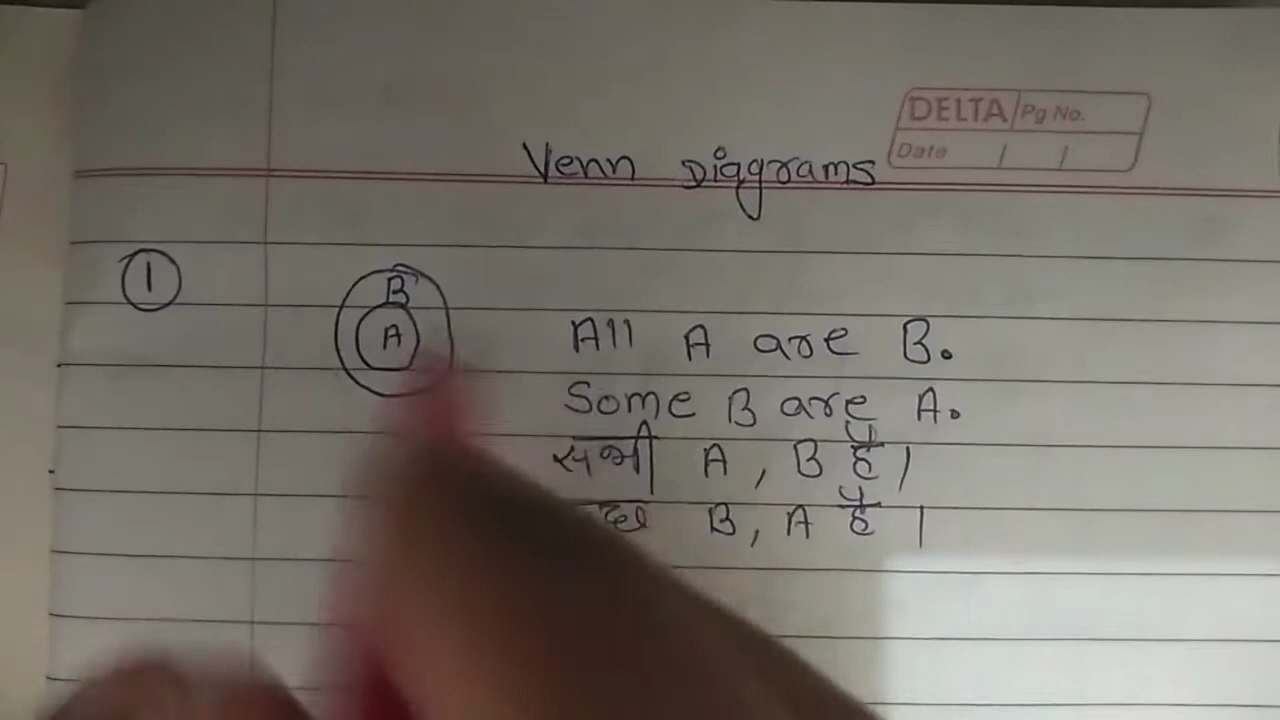 DELTA Pg No.
Date / /
Venn Diagrams
1
B
A
All A are B.
Some B are A.
सभी A, B हैं।
B, A हैं।